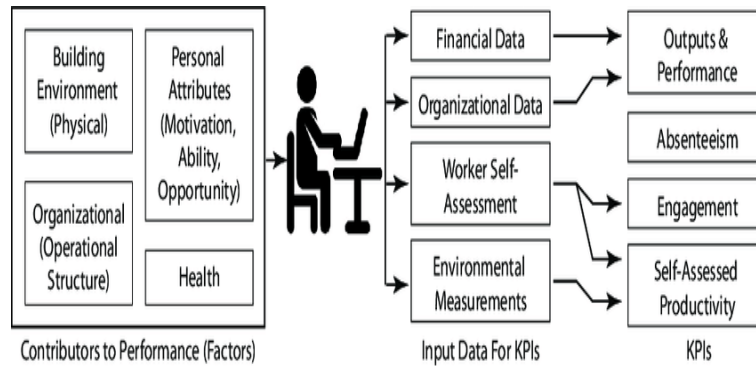 Building
Environment
(Physical)
Personal
Attributes
(Motivation,
Ability,
Opportunity)
Organizational
(Operational
Structure)
Health
Contributors to Performance (Factors)
Financial Data
Organizational Data
Worker Self-
Assessment
Environmental
Measurements
Input Data For KPIs
Outputs &
Performance
Absenteeism
Engagement
Self-Assessed
Productivity
KPIs